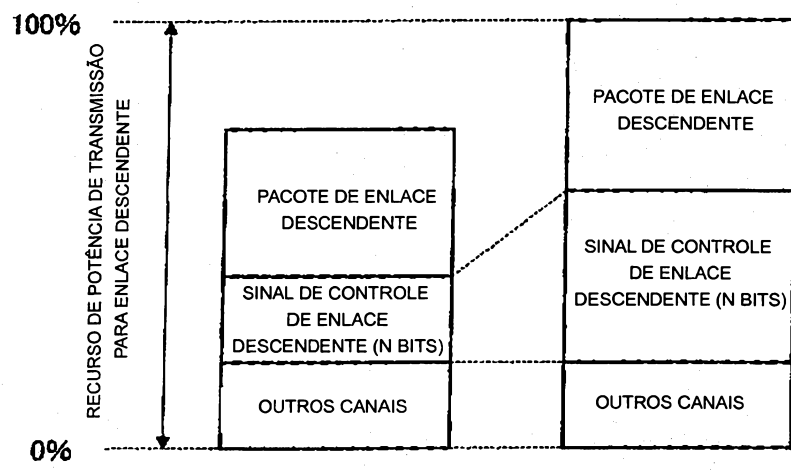 100%
RECURSO DE POTÊNCIA DE TRANSMISSÃO
PARA ENLACE DESCENDENTE
0%
PACOTE DE ENLACE
DESCENDENTE
SINAL DE CONTROLE
DE ENLACE
DESCENDENTE (N BITS)
OUTROS CANAIS
PACOTE DE ENLACE
DESCENDENTE
SINAL DE CONTROLE
DE ENLACE
DESCENDENTE (N BITS)
OUTROS CANAIS